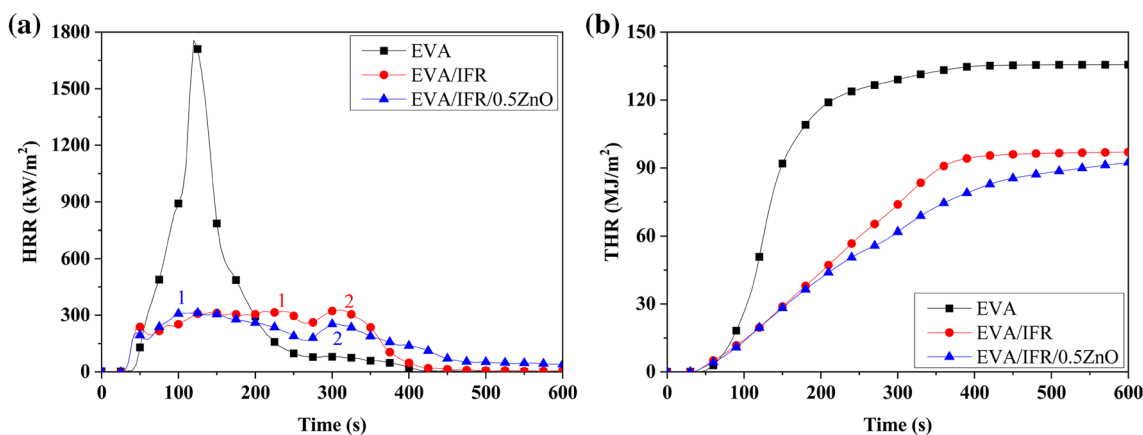 (a)
1800
1500
1200
900
600
300
0
HRR (kW/m²)
EVA
EVA/IFR
EVA/IFR/0.5ZnO
1
1
2
2
0 100 200 300 400 500 600
Time (s)
(b)
150
120
90
60
30
0
THR (MJ/m²)
EVA
EVA/IFR
EVA/IFR/0.5ZnO
0 100 200 300 400 500 600
Time (s)